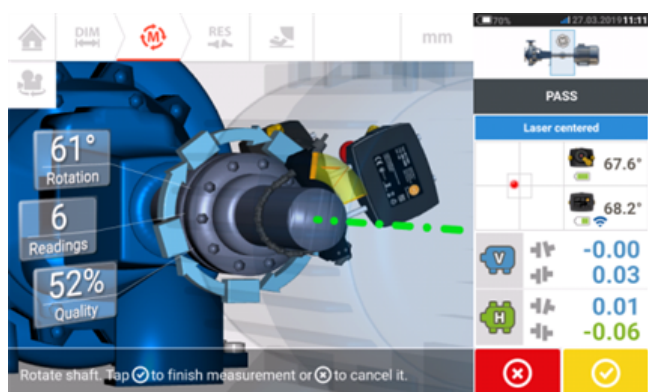 DIM
M
RES
mm
70%
27.03.2019 11:11
PASS
Laser centered
61°
Rotation
6
Readings
52%
Quality
67.6°
68.2°
V
-0.00
0.03
H
0.01
-0.06
Rotate shaft. Tap to finish measurement or to cancel it.